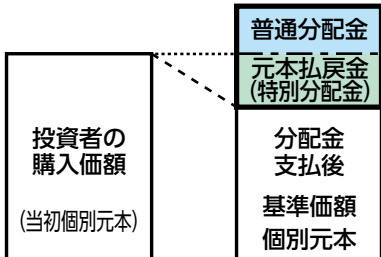 普通分配金
元本払戻金
(特別分配金)
投資者の
購入価額
(当初個別元本)
分配金
支払後
基準価額
個別元本